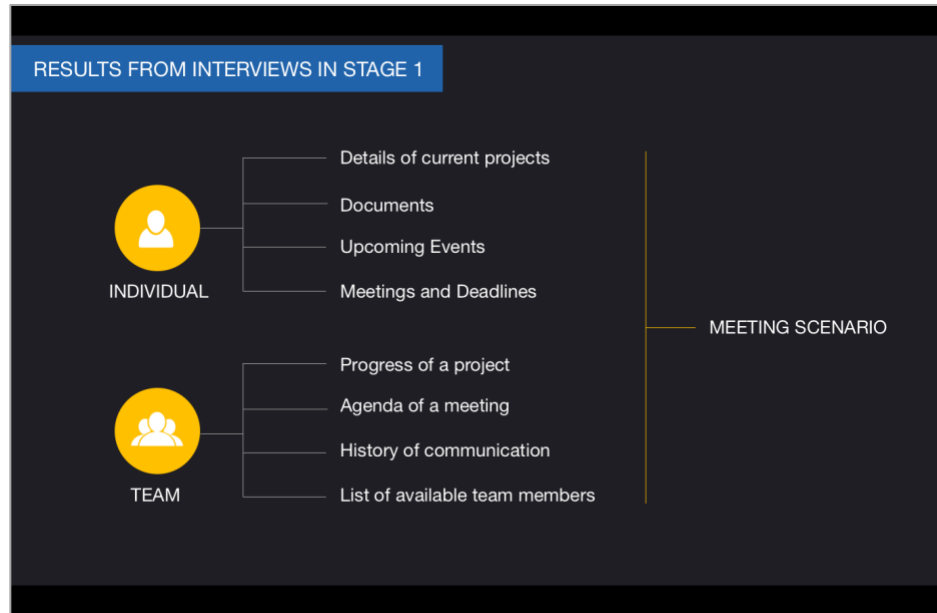 RESULTS FROM INTERVIEWS IN STAGE 1
INDIVIDUAL
Details of current projects
Documents
Upcoming Events
Meetings and Deadlines
TEAM
Progress of a project
Agenda of a meeting
History of communication
List of available team members
MEETING SCENARIO